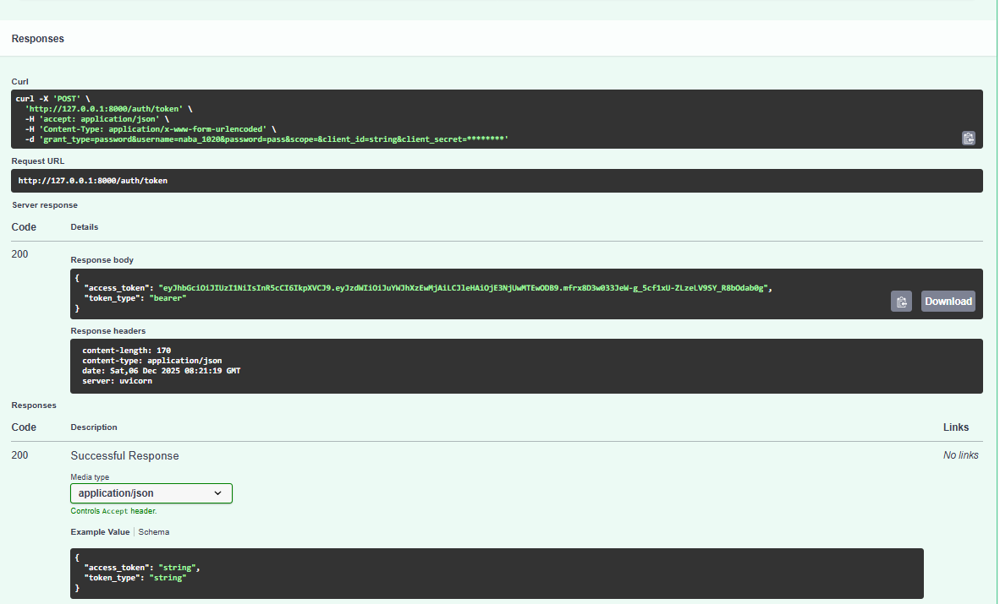 Responses
Curl
curl -X 'POST' \
  'http://127.0.0.1:8000/auth/token' \
  -H 'accept: application/json' \
  -H 'Content-Type: application/x-www-form-urlencoded' \
  -d 'grant_type=password&username=naba_1020&password=pass&scope=&client_id=string&client_secret=********'
Request URL
http://127.0.0.1:8000/auth/token
Server response
Code Details
200
Response body
{
  "access_token": "eyJhbGciOiJIUzI1NiIsInR5cCI6IkpXVCJ9.eyJzdWIiOiJuYWJhXzEwMjAiLCJleHAiOjE3NjUwMTEwODB9.mfrx8D3w033JeW-g_5cf1xU-ZLzeLV9SY_R8bOdab0g",
  "token_type": "bearer"
}
Download
Response headers
content-length: 170
content-type: application/json
date: Sat,06 Dec 2025 08:21:19 GMT
server: uvicorn
Responses
Code Description Links
200 Successful Response No links
Media type
application/json
Controls Accept header.
Example Value Schema
{
  "access_token": "string",
  "token_type": "string"
}